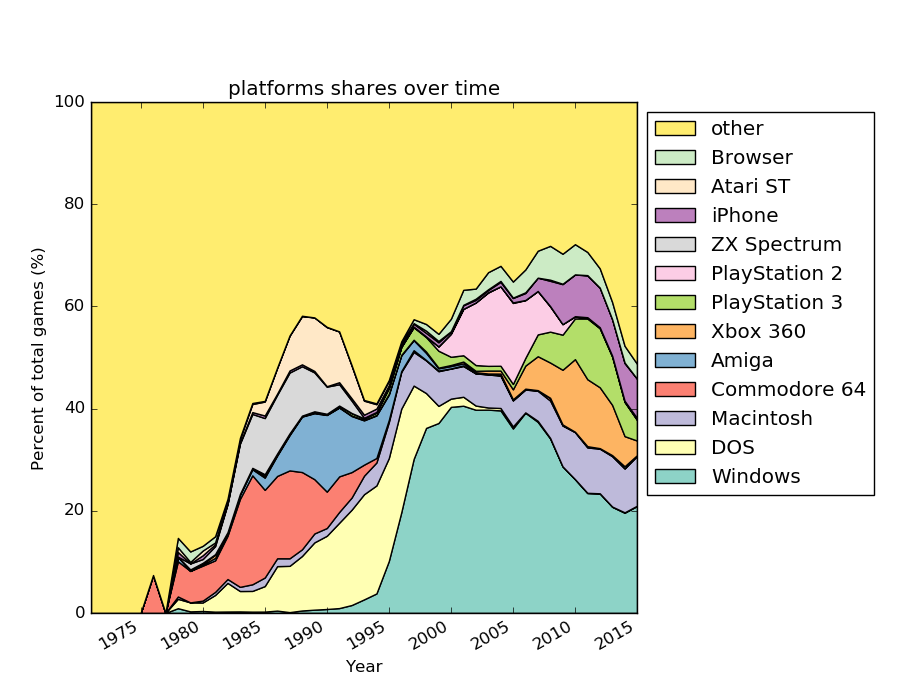 platforms shares over time
100
80
60
40
20
0
Percent of total games (%)
1975
1980
1985
1990
1995
2000
2005
2010
2015
Year
other
Browser
Atari ST
iPhone
ZX Spectrum
PlayStation 2
PlayStation 3
Xbox 360
Amiga
Commodore 64
Macintosh
DOS
Windows